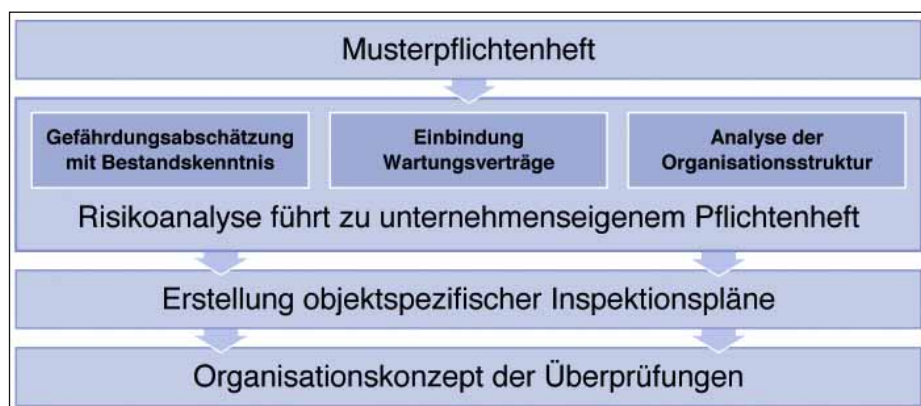 Musterpflichtenheft
Gefährdungsabschätzung
mit Bestandskenntnis
Einbindung
Wartungsverträge
Analyse der
Organisationsstruktur
Risikoanalyse führt zu unternehmenseigenem Pflichtenheft
Erstellung objektspezifischer Inspektionspläne
Organisationskonzept der Überprüfungen